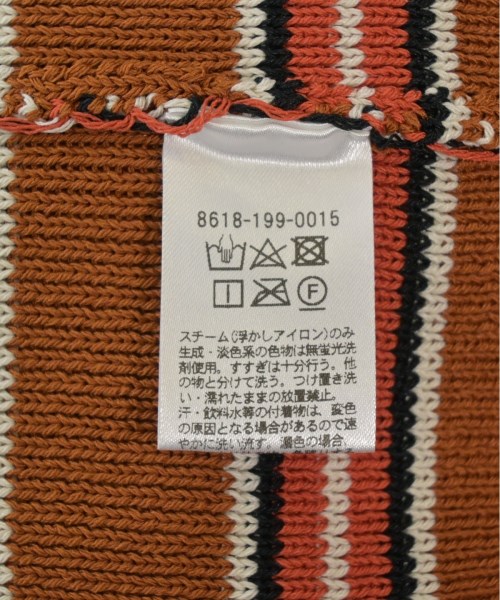 8618-199-0015
F
スチーム(浮かしアイロン)のみ
生成・淡色系の色物は無蛍光洗
剤使用。すすぎは十分行う。他
の物と分けて洗う。つけ置き洗
い・濡れたままの放置禁止。
汗・飲料水等の付着物は、変色
の原因となる場合があるので速
やかに洗い流す。濃色の場合、